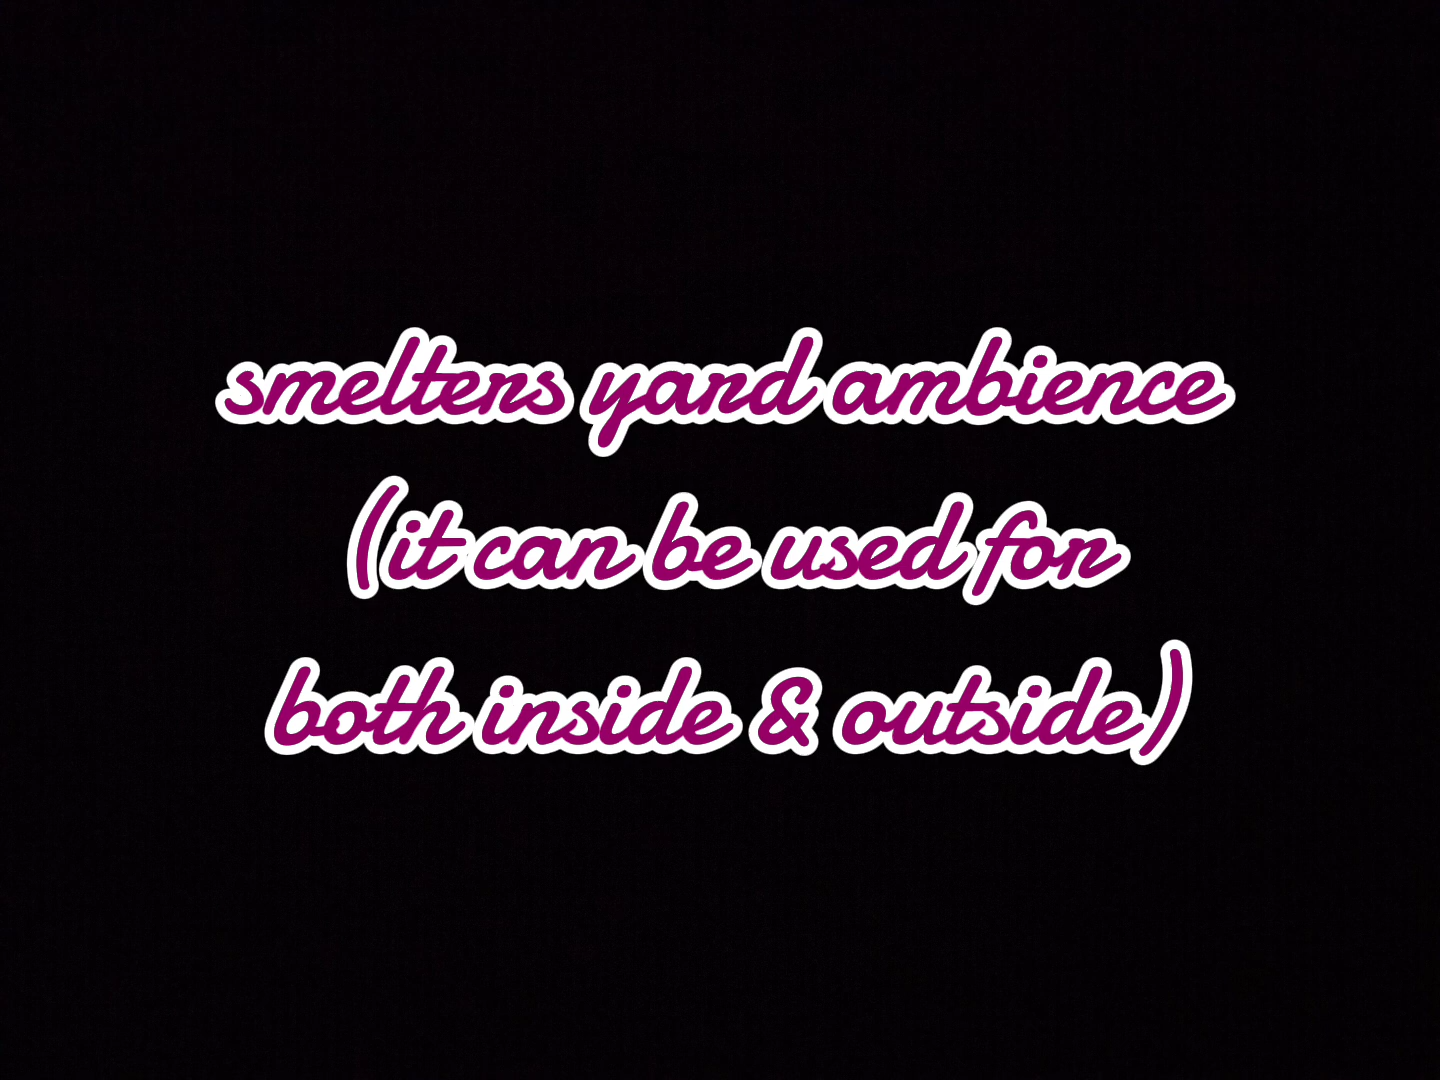 smelters yard ambience
(it can be used for
both inside & outside)